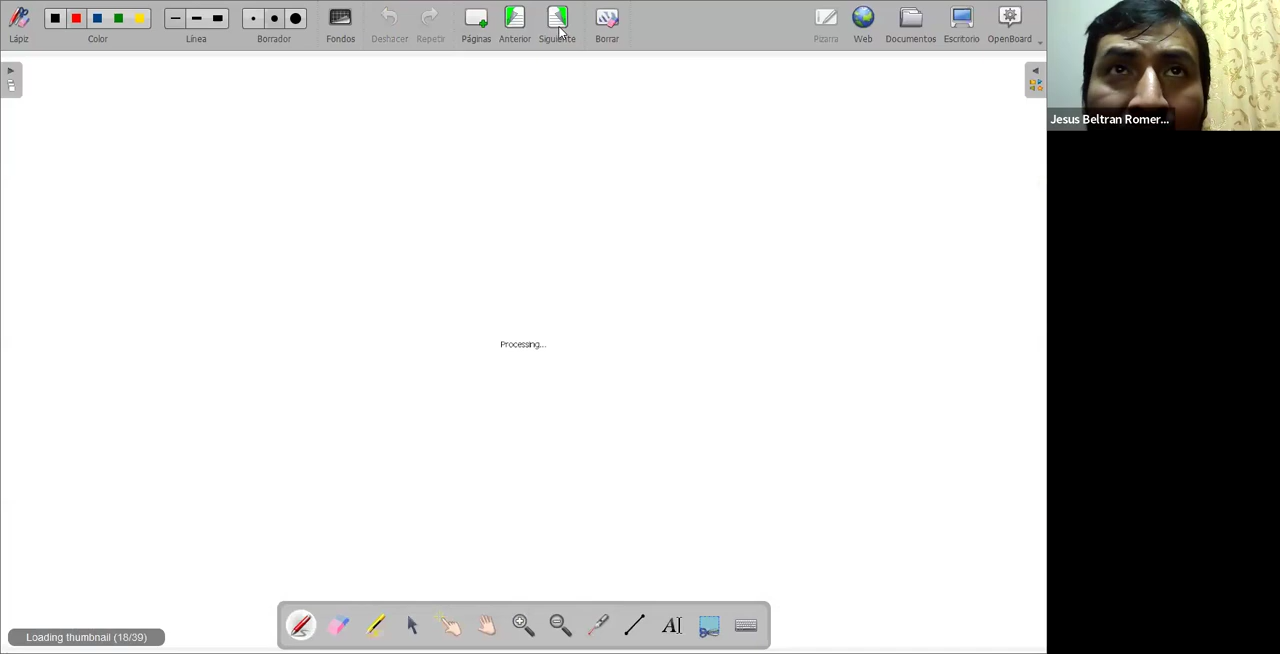 Lápiz
Color
Línea
Borrador
Fondos
Deshacer
Repetir
Páginas
Anterior
Siguiente
Borrar
Pizarra
Web
Documentos
Escritorio
OpenBoard
Jesus Beltran Romer...
Processing...
AI
Loading thumbnail (18/39)